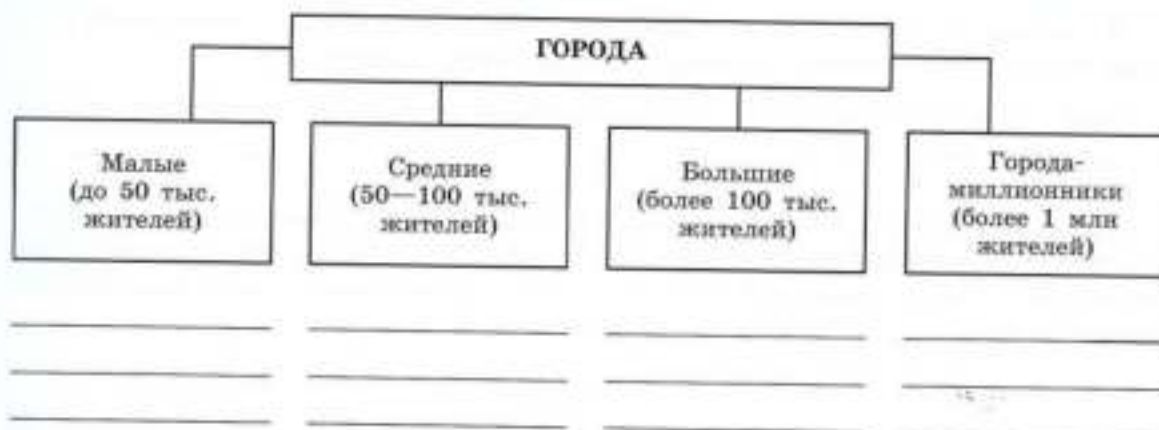 ГОРОДА
Малые
(до 50 тыс.
жителей)
Средние
(50—100 тыс.
жителей)
Большие
(более 100 тыс.
жителей)
Города-
миллионники
(более 1 млн
жителей)